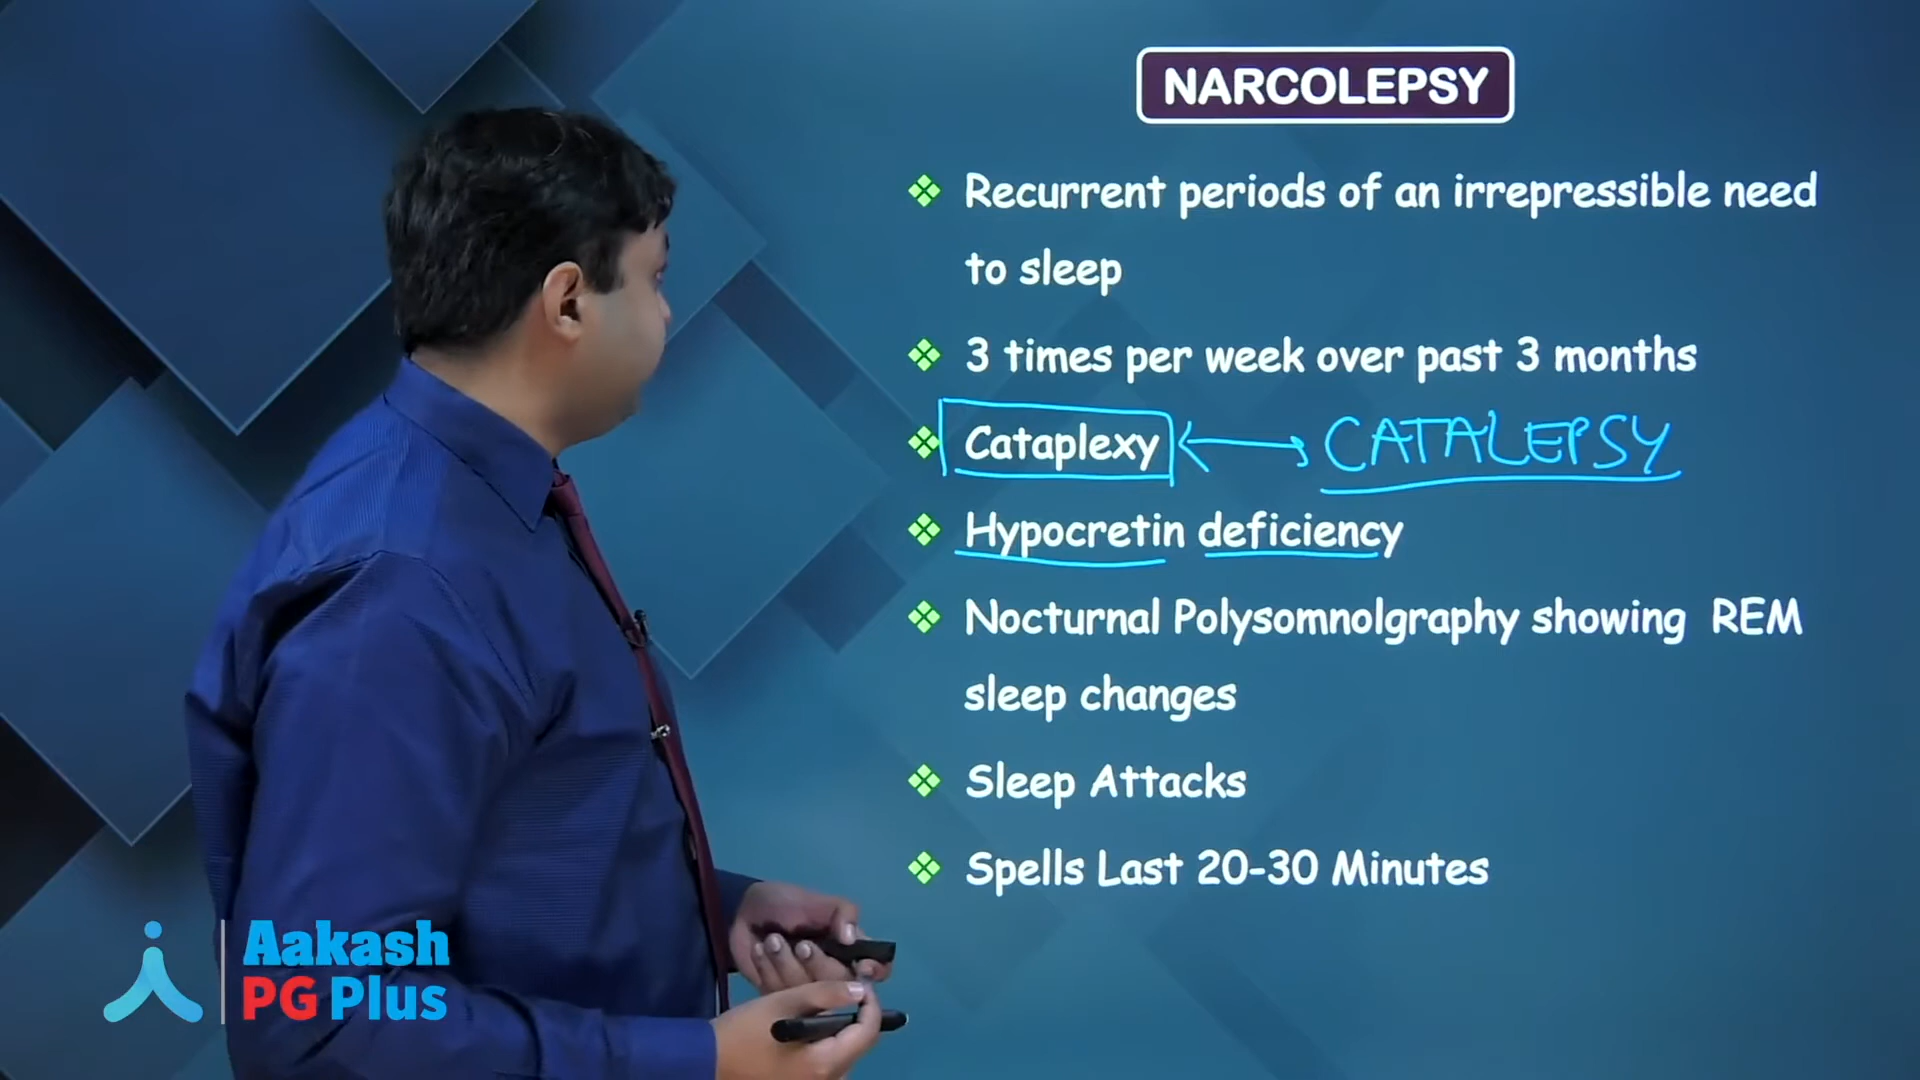 NARCOLEPSY
Recurrent periods of an irrepressible need
to sleep
3 times per week over past 3 months
Cataplexy CATALEPSY
Hypocretin deficiency
Nocturnal Polysomnolgraphy showing REM
sleep changes
Sleep Attacks
Spells Last 20-30 Minutes
Aakash
PG Plus